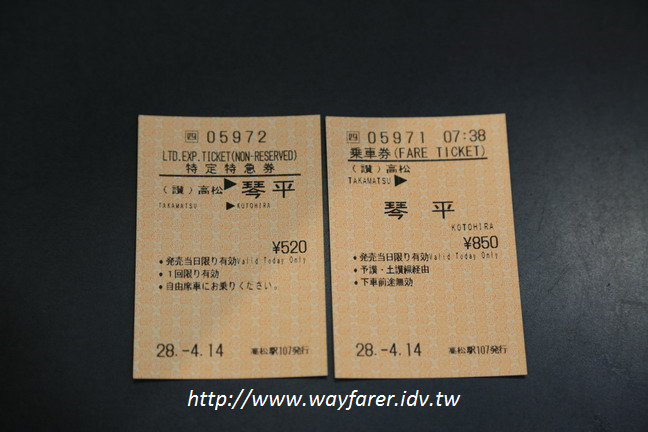 四 05972
LTD.EXP.TICKET(NON-RESERVED)
特定特急券
(讃)高松▶琴平
TAKAMATSU ▶ KOTOHIRA
¥520
◆発売当日限り有効Valid Today Only
◆1回限り有効
◆自由席車にお乗りください。
28.-4.14 高松駅107発行
四 05971 07:38
乗車券(FARE TICKET)
(讃)高松
TAKAMATSU ▶
琴平
KOTOHIRA
¥850
◆発売当日限り有効Valid Today Only
◆予讃・土讃線経由
◆下車前途無効
28.-4.14 高松駅107発行
http://www.wayfarer.idv.tw